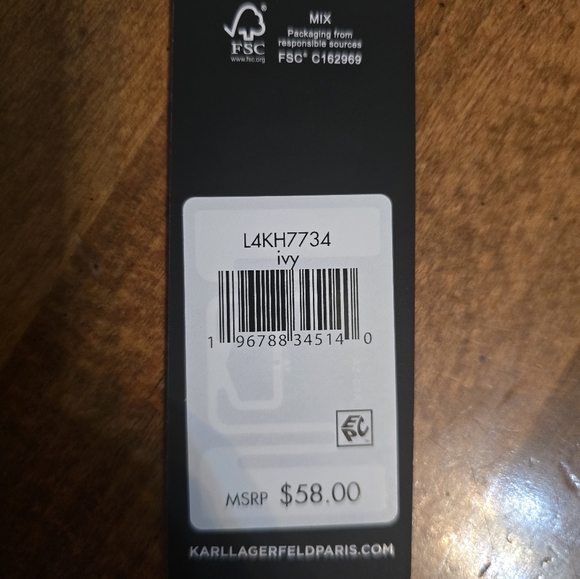 FSC
www.fsc.org
MIX
Packaging from
responsible sources
FSC® C162969
L4KH7734
ivy
1 96788 34514 0
EPC
MSRP $58.00
KARLLAGERFELDPARIS.COM